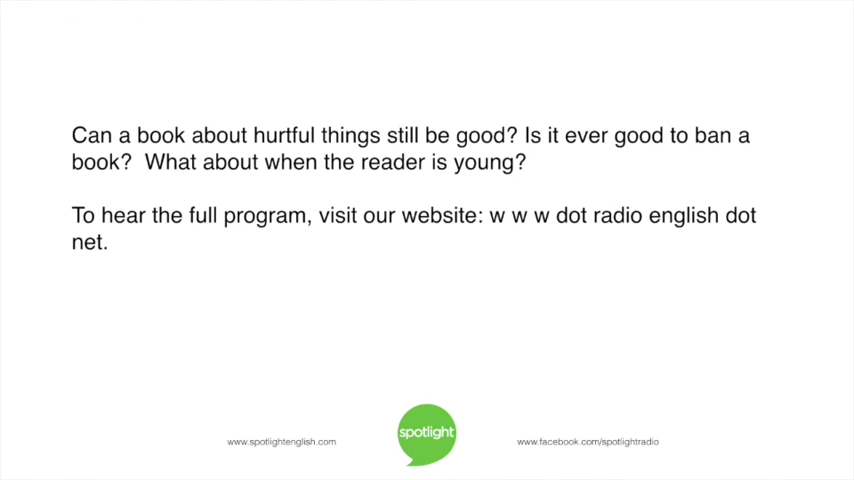 Can a book about hurtful things still be good? Is it ever good to ban a
book?  What about when the reader is young?
To hear the full program, visit our website: w w w dot radio english dot
net.
www.spotlightenglish.com
spotlight
www.facebook.com/spotlightradio